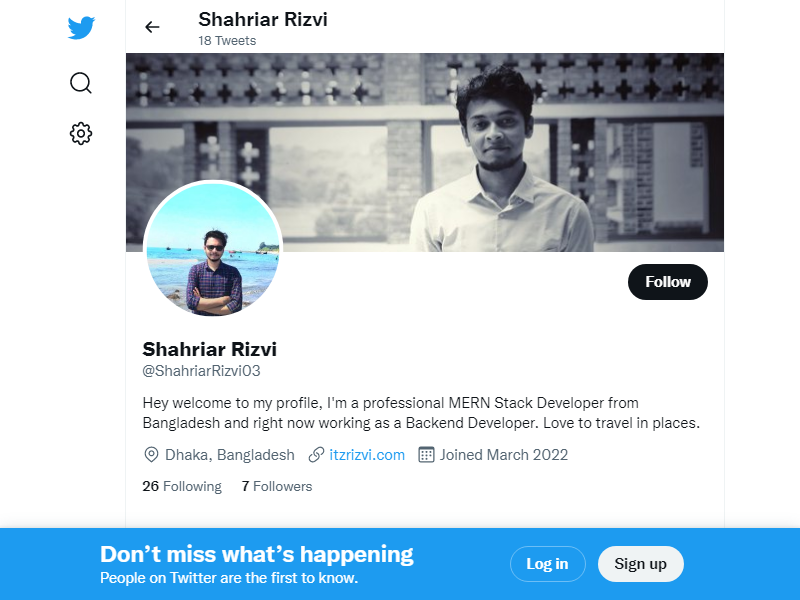 Shahriar Rizvi
18 Tweets
Follow
Shahriar Rizvi
@ShahriarRizvi03
Hey welcome to my profile, I'm a professional MERN Stack Developer from
Bangladesh and right now working as a Backend Developer. Love to travel in places.
Dhaka, Bangladesh itzrizvi.com Joined March 2022
26 Following 7 Followers
Don’t miss what’s happening
People on Twitter are the first to know.
Log in Sign up